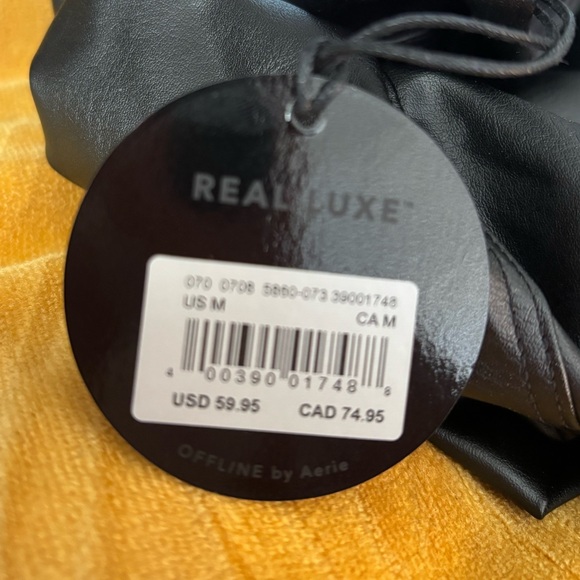 REAL LUXE™
070 0708 5860-073 39001748
US M CA M
4 00390 01748 8
USD 59.95 CAD 74.95
OFFLINE by Aerie